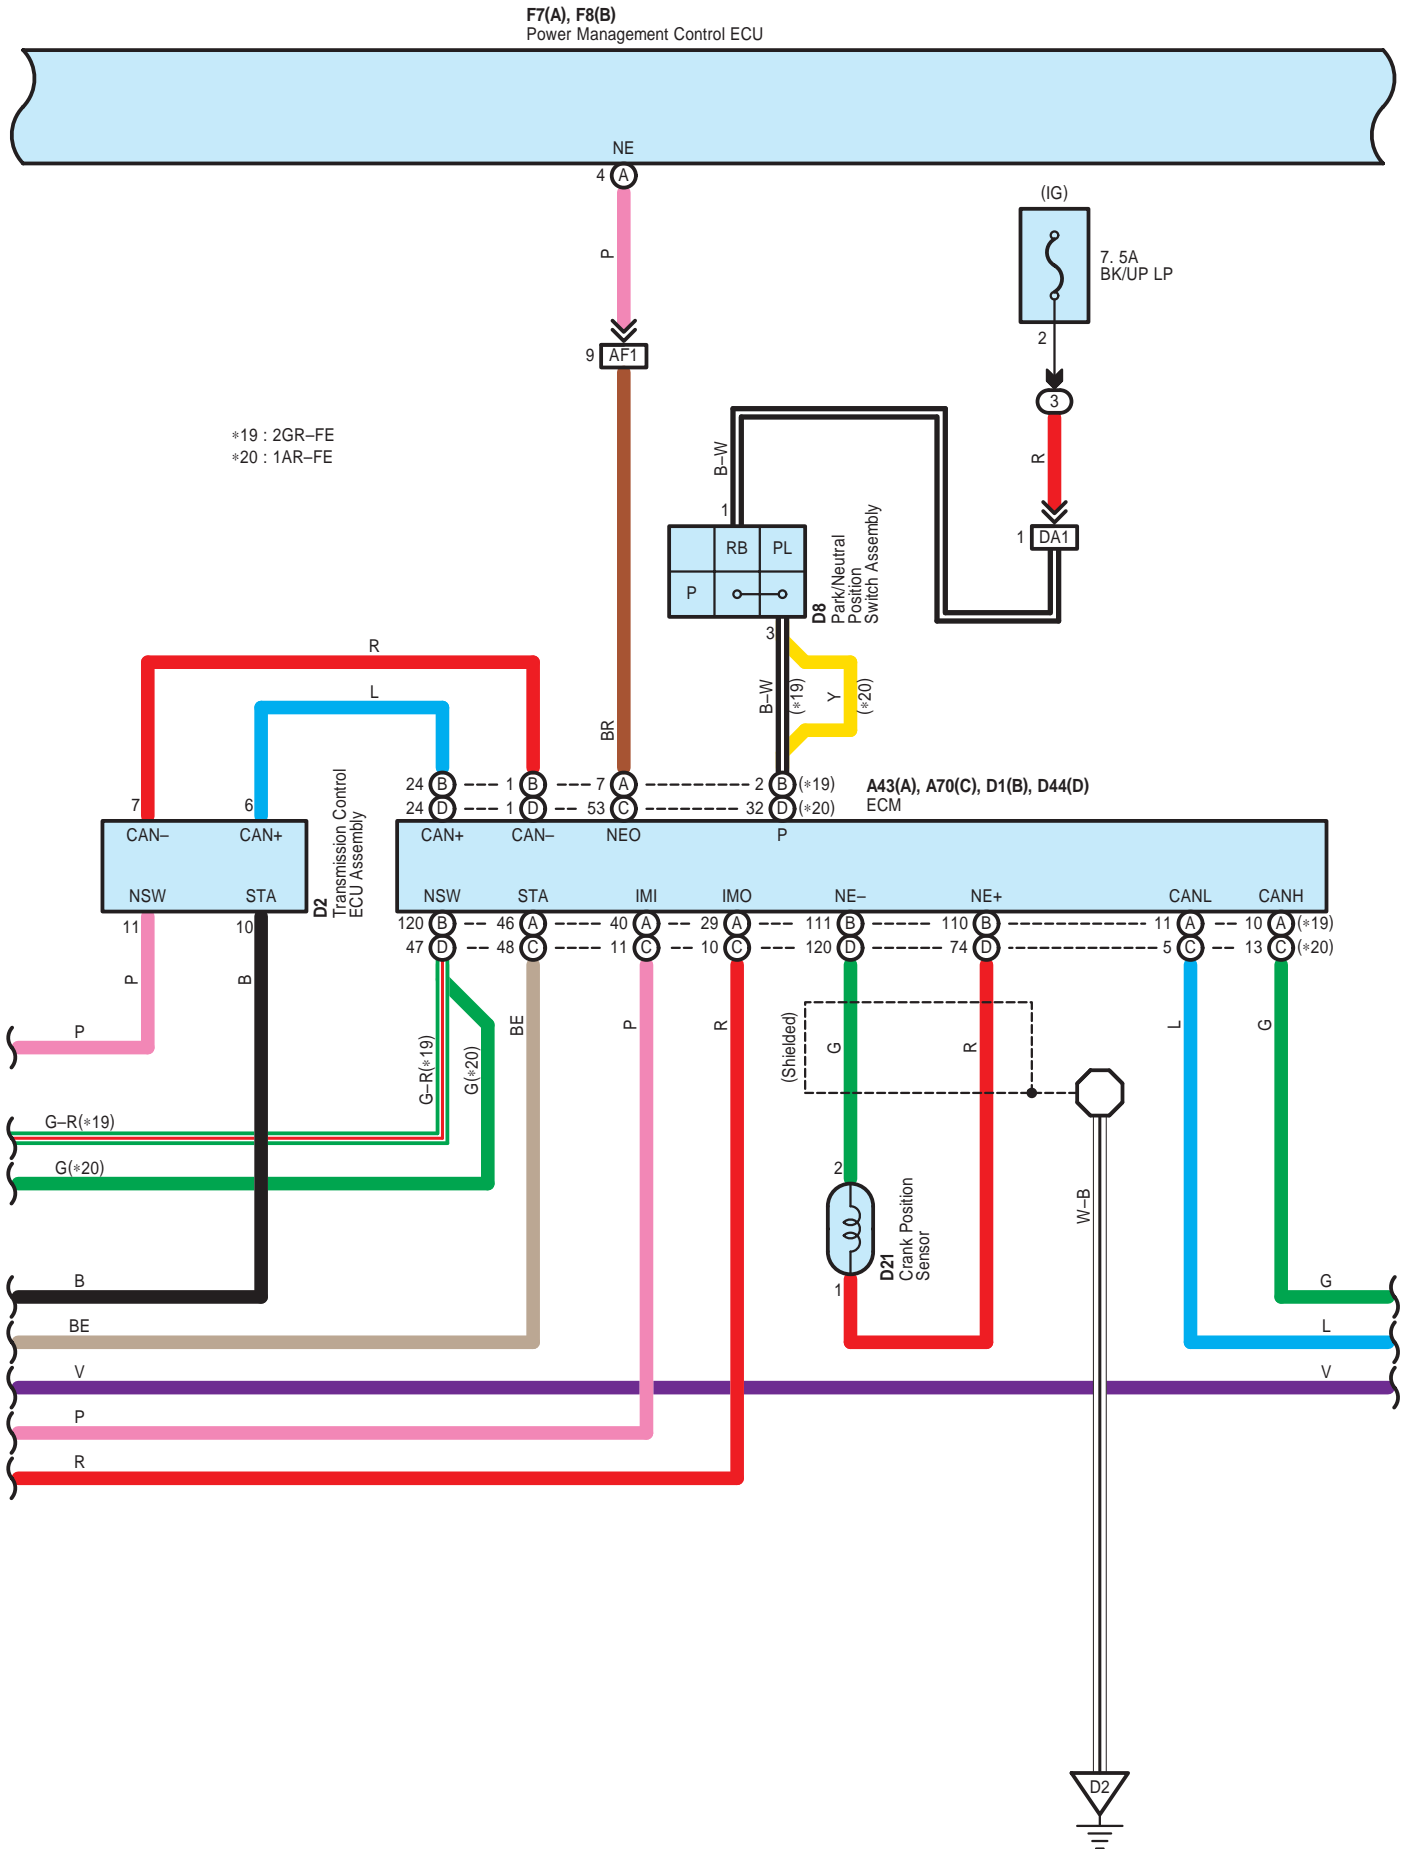 F7(A), F8(B)
Power Management Control ECU
NE
4 A
P
(IG)
7. 5A
BK/UP LP
2
9 AF1
3
R
∗19 : 2GR–FE
∗20 : 1AR–FE
B–W
1
1 DA1
RB PL
P
D8
Park/Neutral
Position
Switch Assembly
3
R
L
B–W
(∗19)
Y
(∗20)
BR
24 B 1 B 7 A 2 B (∗19)
24 D 1 D 53 C 32 D (∗20)
A43(A), A70(C), D1(B), D44(D)
ECM
7 6
CAN– CAN+
NSW STA
D2
Transmission Control
ECU Assembly
11 10
CAN+ CAN– NEO P
NSW STA IMI IMO NE– NE+ CANL CANH
120 B 46 A 40 A 29 A 111 B 110 B 11 A 10 A (∗19)
47 D 48 C 11 C 10 C 120 D 74 D 5 C 13 C (∗20)
P
B
G–R(∗19)
G(∗20)
BE
P
R
(Shielded)
G
R
L
G
P
G–R(∗19)
G(∗20)
2
D21
Crank Position
Sensor
1
W–B
B
BE
V
P
R
G
L
V
D2